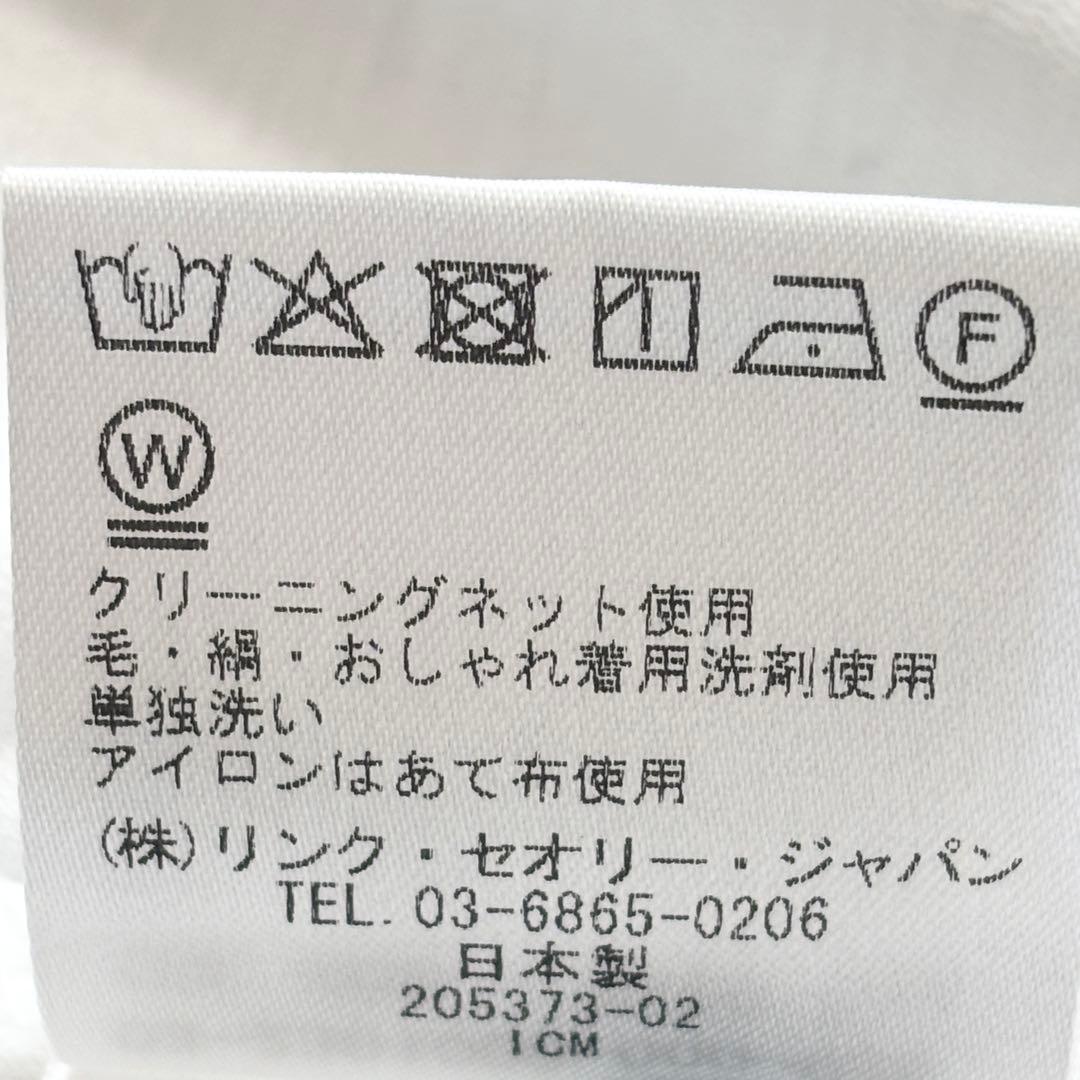 F
W
クリーニングネット使用
毛・絹・おしゃれ着用洗剤使用
単独洗い
アイロンはあて布使用
(株)リンク・セオリー・ジャパン
TEL. 03-6865-0206
日本製
205373-02
1CM